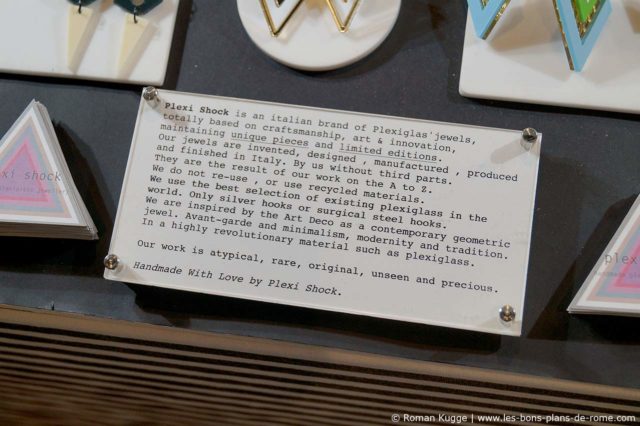 Plexi Shock is an italian brand of Plexiglas'jewels,
totally based on craftsmanship, art & innovation,
maintaining unique pieces and limited editions.
Our jewels are invented, designed , manufactured , produced
and finished in Italy. By us without third parts.
They are the result of our work on the A to Z.
We do not re-use , or use recycled materials.
We use the best selection of existing plexiglass in the
world. Only silver hooks or surgical steel hooks.
We are inspired by the Art Deco as a contemporary geometric
jewel. Avant-garde and minimalism, modernity and tradition.
In a highly revolutionary material such as plexiglass.
Our work is atypical, rare, original, unseen and precious.
Handmade With Love by Plexi Shock.
xi shock
plexi
© Roman Kugge | www.les-bons-plans-de-rome.com